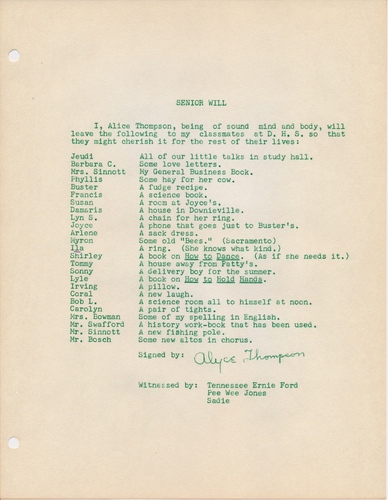 SENIOR WILL
I, Alice Thompson, being of sound mind and body, will
leave the following to my classmates at D. H. S. so that
they might cherish it for the rest of their lives:
Jeudi All of our little talks in study hall.
Barbara C. Some love letters.
Mrs. Sinnott My General Business Book.
Phyllis Some hay for her cow.
Buster A fudge recipe.
Francis A science book.
Susan A room at Joyce's.
Damaris A house in Downieville.
Lyn S. A chain for her ring.
Joyce A phone that goes just to Buster's.
Arlene A sack dress.
Myron Some old "Bees." (Sacramento)
Ila A ring. (She knows what kind.)
Shirley A book on How to Dance. (As if she needs it.)
Tommy A house away from Patty's.
Sonny A delivery boy for the summer.
Lyle A book on How to Hold Hands.
Irving A pillow.
Coral A new laugh.
Bob L. A science room all to himself at noon.
Carolyn A pair of tights.
Mrs. Bowman Some of my spelling in English.
Mr. Swafford A history work-book that has been used.
Mr. Sinnott A new fishing pole.
Mr. Bosch Some new altos in chorus.
Signed by: Alyce Thompson
Witnessed by: Tennessee Ernie Ford
Pee Wee Jones
Sadie